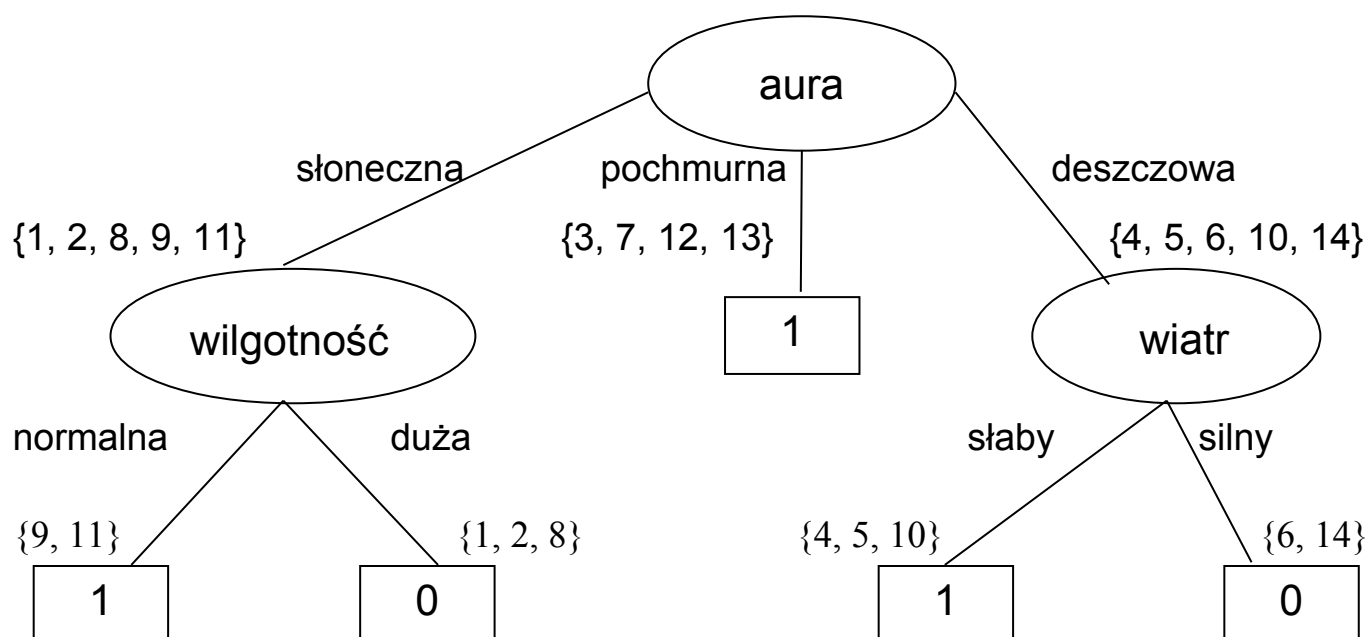 aura
słoneczna pochmurna deszczowa
{1, 2, 8, 9, 11} {3, 7, 12, 13} {4, 5, 6, 10, 14}
wilgotność 1 wiatr
normalna duża słaby silny
{9, 11} {1, 2, 8} {4, 5, 10} {6, 14}
1 0 1 0